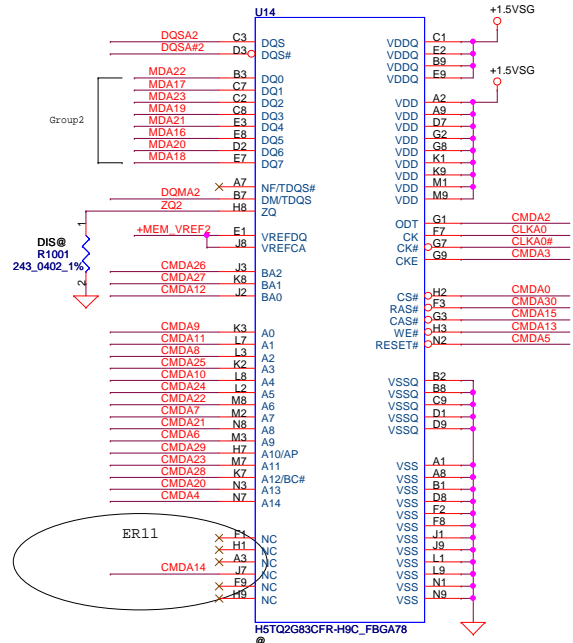 U14
DQSA2 C3 DQS VDDQ C1 +1.5VSG
DQSA#2 D3 DQS# VDDQ E2
VDDQ B9
MDA22 B3 DQ0 VDDQ E9
MDA17 C7 DQ1 +1.5VSG
MDA23 C2 DQ2 VDD A2
MDA19 C8 DQ3 VDD A9
Group2 MDA21 E3 DQ4 VDD D7
MDA16 E8 DQ5 VDD G2
MDA20 D2 DQ6 VDD G8
MDA18 E7 DQ7 VDD K1
VDD K9
A7 NF/TDQS# VDD M1
DQMA2 B7 DM/TDQS VDD M9
ZQ2 H8 ZQ
1 ODT G1 CMDA2
+MEM_VREF2 E1 VREFDQ CK F7 CLKA0
DIS@ J8 VREFCA CK# G7 CLKA0#
R1001 CKE G9 CMDA3
243_0402_1%
CMDA26 J3 BA2
2 CMDA27 K8 BA1
CMDA12 J2 BA0 CS# H2 CMDA0
RAS# F3 CMDA30
CAS# G3 CMDA15
CMDA9 K3 A0 WE# H3 CMDA13
CMDA11 L7 A1 RESET# N2 CMDA5
CMDA8 L3 A2
CMDA25 K2 A3
CMDA10 L8 A4 VSSQ B2
CMDA24 L2 A5 VSSQ B8
CMDA22 M8 A6 VSSQ C9
CMDA7 M2 A7 VSSQ D1
CMDA21 N8 A8 VSSQ D9
CMDA6 M3 A9
CMDA29 H7 A10/AP
CMDA23 M7 A11 VSS A1
CMDA28 K7 A12/BC# VSS A8
CMDA20 N3 A13 VSS B1
CMDA4 N7 A14 VSS D8
VSS F2
VSS F8
ER11 F1 NC VSS J1
H1 NC VSS J9
A3 NC VSS L1
CMDA14 J7 NC VSS L9
F9 NC VSS N1
H9 NC VSS N9
H5TQ2G83CFR-H9C_FBGA78
@